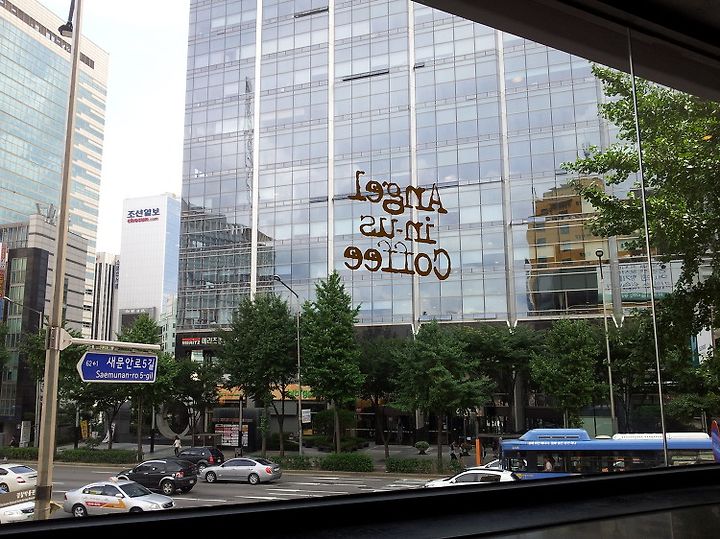 조선일보
chosun.com
Angel
in-us
Coffee
62→1 새문안로5길
Saemunan-ro 5-gil